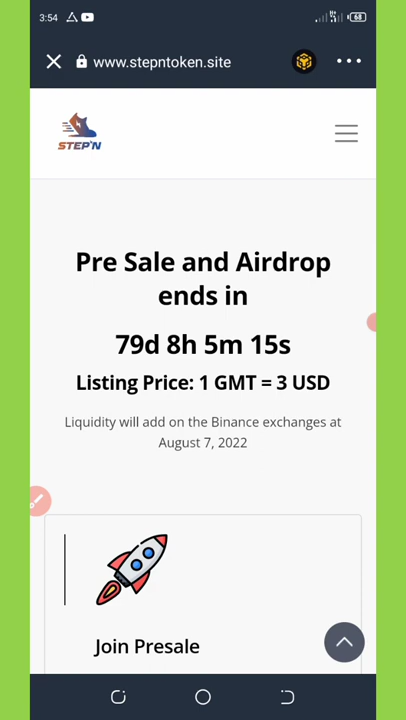 3:54
68
www.stepntoken.site
STEP'N
Pre Sale and Airdrop
ends in
79d 8h 5m 15s
Listing Price: 1 GMT = 3 USD
Liquidity will add on the Binance exchanges at
August 7, 2022
Join Presale